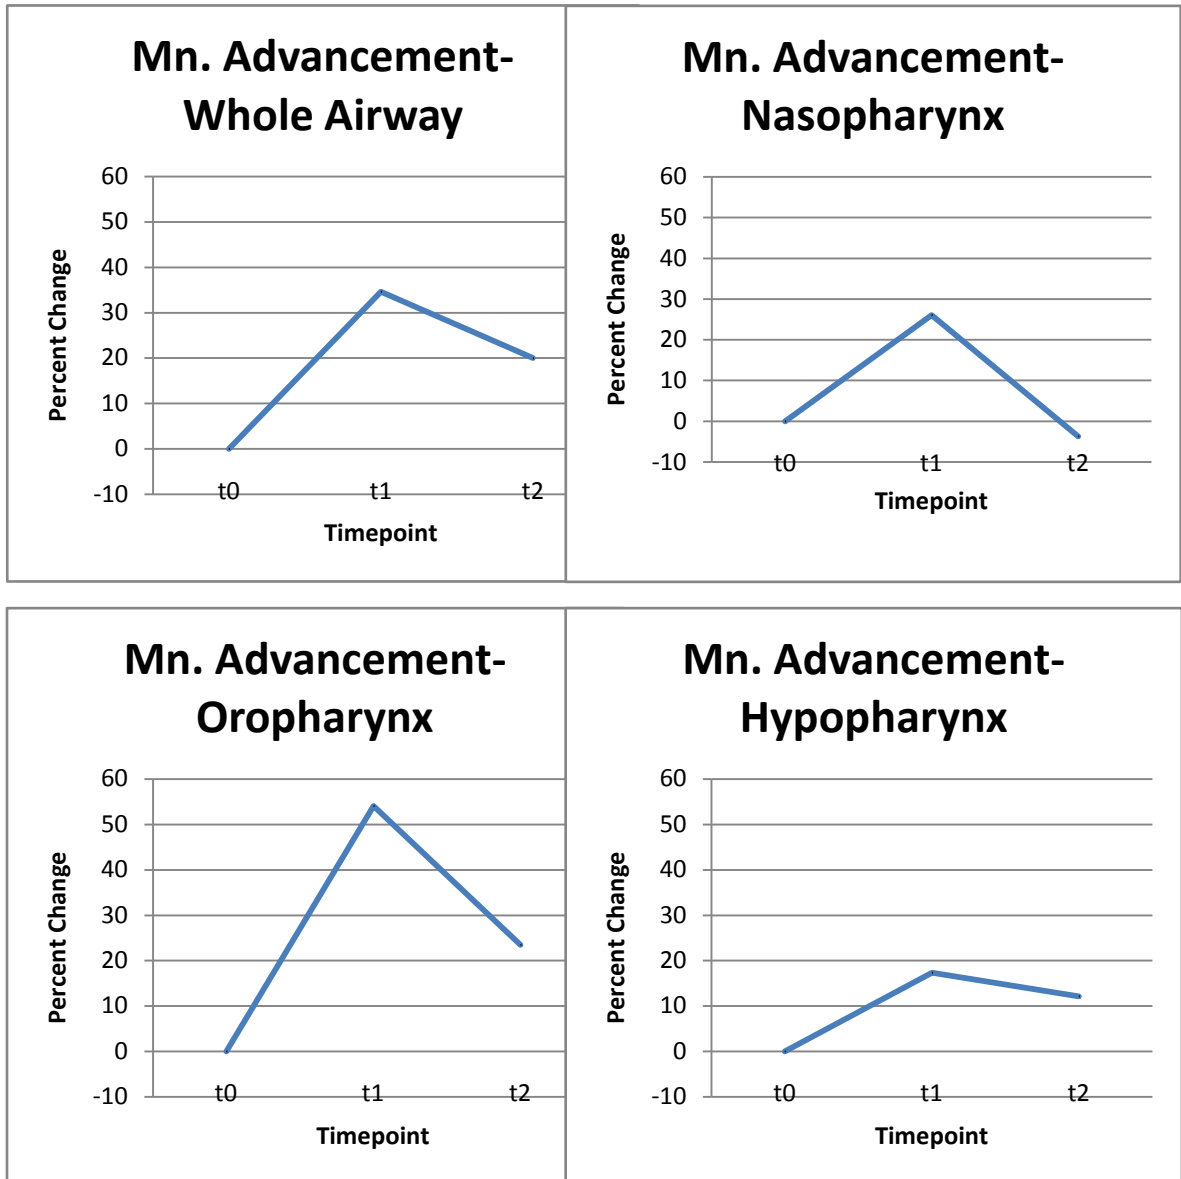 Mn. Advancement-
Whole Airway
60
50
40
30
20
10
0
-10
Percent Change
t0 t1 t2
Timepoint
Mn. Advancement-
Nasopharynx
60
50
40
30
20
10
0
-10
Percent Change
t0 t1 t2
Timepoint
Mn. Advancement-
Oropharynx
60
50
40
30
20
10
0
-10
Percent Change
t0 t1 t2
Timepoint
Mn. Advancement-
Hypopharynx
60
50
40
30
20
10
0
-10
Percent Change
t0 t1 t2
Timepoint